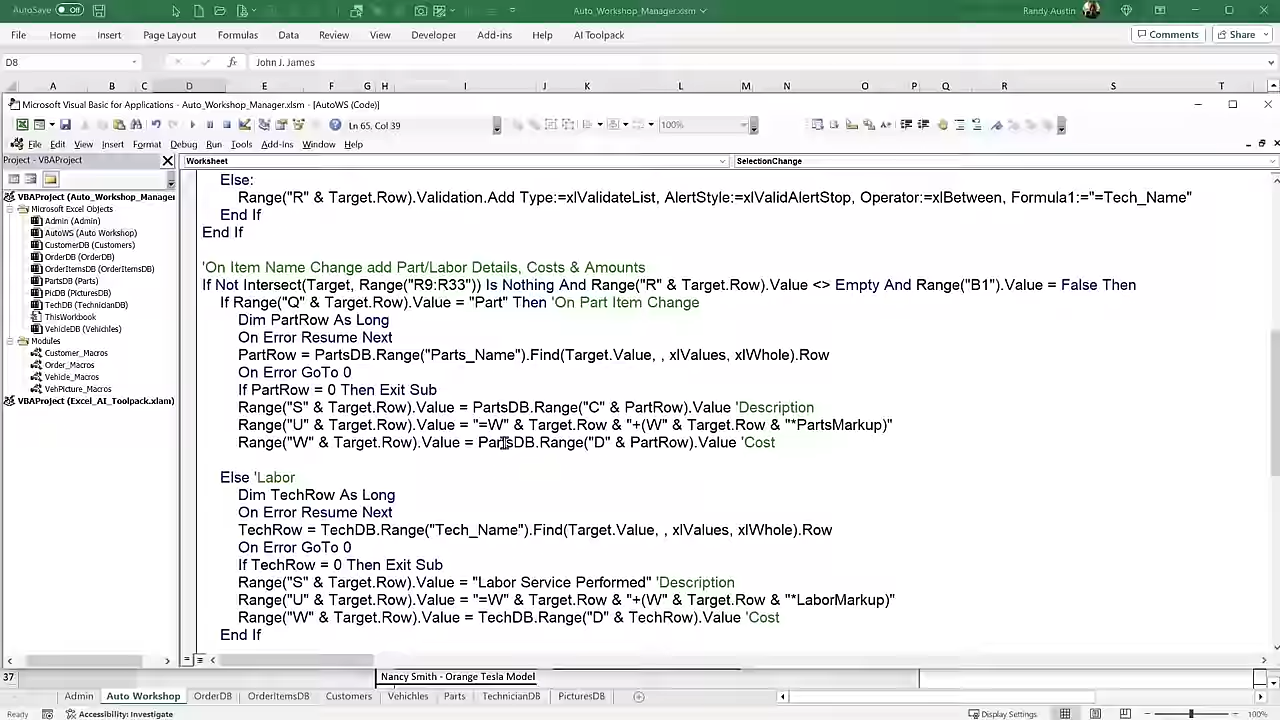 AutoSave Off Auto_Workshop_Manager.xlsm Randy Austin
File Home Insert Page Layout Formulas Data Review View Developer Add-ins Help AI Toolpack Comments Share
D8 fx John J. James
A B C D E F G H I J K L M N O P Q R S T
Microsoft Visual Basic for Applications - Auto_Workshop_Manager.xlsm - [AutoWS (Code)]
Ln 65, Col 39 100%
File Edit View Insert Format Debug Run Tools Add-Ins Window Help
Project - VBAProject
Worksheet SelectionChange
VBAProject (Auto_Workshop_Manager
Microsoft Excel Objects
Admin (Admin)
AutoWS (Auto Workshop)
CustomerDB (Customers)
OrderDB (OrderDB)
OrderItemsDB (OrderItemsDB)
PartsDB (Parts)
PicDB (PicturesDB)
TechDB (TechnicianDB)
ThisWorkbook
VehicleDB (Vehichles)
Modules
Customer_Macros
Order_Macros
Vehicle_Macros
VehPicture_Macros
VBAProject (Excel_AI_Toolpack.xlam)
Else:
Range("R" & Target.Row).Validation.Add Type:=xlValidateList, AlertStyle:=xlValidAlertStop, Operator:=xlBetween, Formula1:="=Tech_Name"
End If
End If
'On Item Name Change add Part/Labor Details, Costs & Amounts
If Not Intersect(Target, Range("R9:R33")) Is Nothing And Range("R" & Target.Row).Value <> Empty And Range("B1").Value = False Then
If Range("Q" & Target.Row).Value = "Part" Then 'On Part Item Change
Dim PartRow As Long
On Error Resume Next
PartRow = PartsDB.Range("Parts_Name").Find(Target.Value, , xlValues, xlWhole).Row
On Error GoTo 0
If PartRow = 0 Then Exit Sub
Range("S" & Target.Row).Value = PartsDB.Range("C" & PartRow).Value 'Description
Range("U" & Target.Row).Value = "=W" & Target.Row & "+(W" & Target.Row & "*PartsMarkup)"
Range("W" & Target.Row).Value = PartsDB.Range("D" & PartRow).Value 'Cost
Else 'Labor
Dim TechRow As Long
On Error Resume Next
TechRow = TechDB.Range("Tech_Name").Find(Target.Value, , xlValues, xlWhole).Row
On Error GoTo 0
If TechRow = 0 Then Exit Sub
Range("S" & Target.Row).Value = "Labor Service Performed" 'Description
Range("U" & Target.Row).Value = "=W" & Target.Row & "+(W" & Target.Row & "*LaborMarkup)"
Range("W" & Target.Row).Value = TechDB.Range("D" & TechRow).Value 'Cost
End If
37 Nancy Smith - Orange Tesla Model
Admin Auto Workshop OrderDB OrderItemsDB Customers Vehichles Parts TechnicianDB PicturesDB
Ready Accessibility: Investigate Display Settings 100%